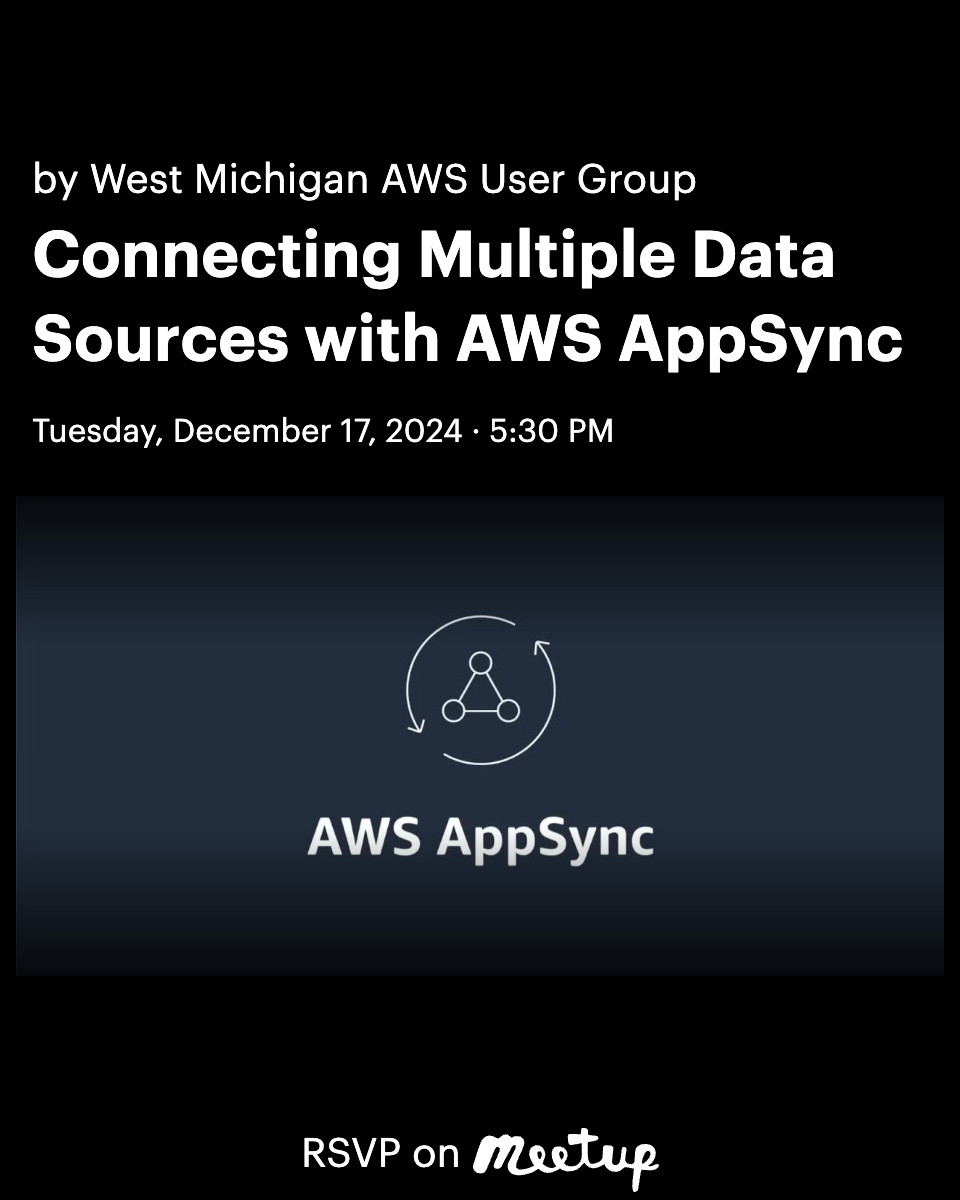 by West Michigan AWS User Group
Connecting Multiple Data
Sources with AWS AppSync
Tuesday, December 17, 2024 · 5:30 PM
AWS AppSync
RSVP on Meetup